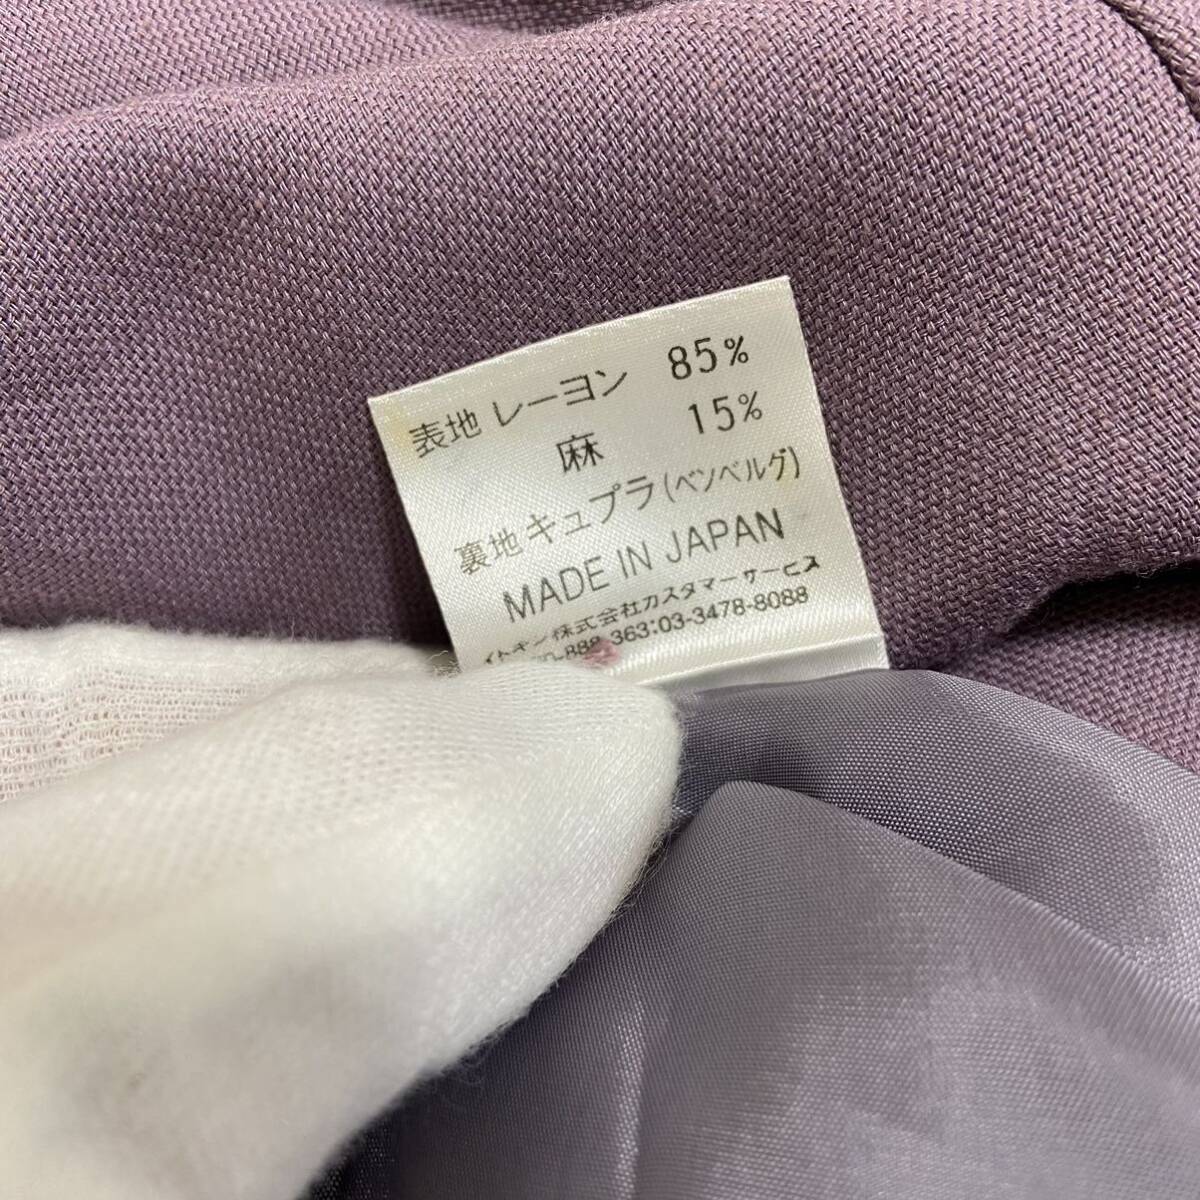 表地 レーヨン 85%
麻 15%
裏地 キュプラ(ベンベルグ)
MADE IN JAPAN
イトキン株式会社カスタマーサービス
-888-363:03-3478-8088